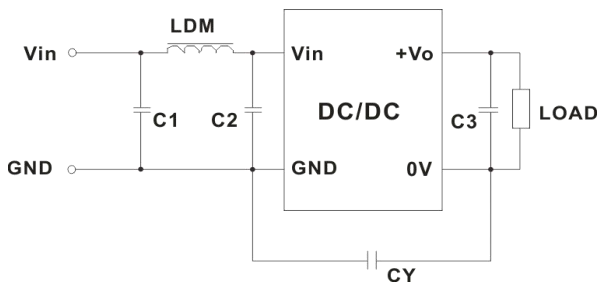 LDM
Vin
Vin
+Vo
C1
C2
DC/DC
C3
LOAD
GND
GND
0V
CY